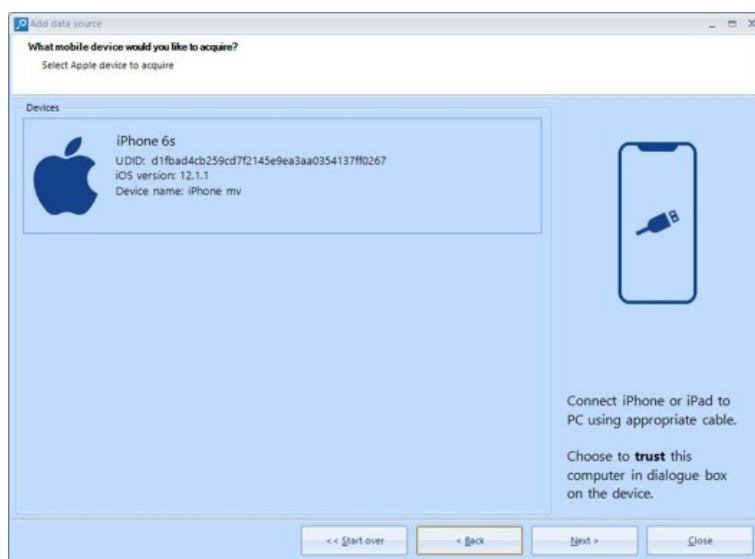 Add data source
What mobile device would you like to acquire?
Select Apple device to acquire
Devices
iPhone 6s
UDID: d1fbad4cb259cd7f2145e9ea3aa0354137ff0267
iOS version: 12.1.1
Device name: iPhone mv
Connect iPhone or iPad to
PC using appropriate cable.
Choose to trust this
computer in dialogue box
on the device.
<< Start over
< Back
Next >
Close